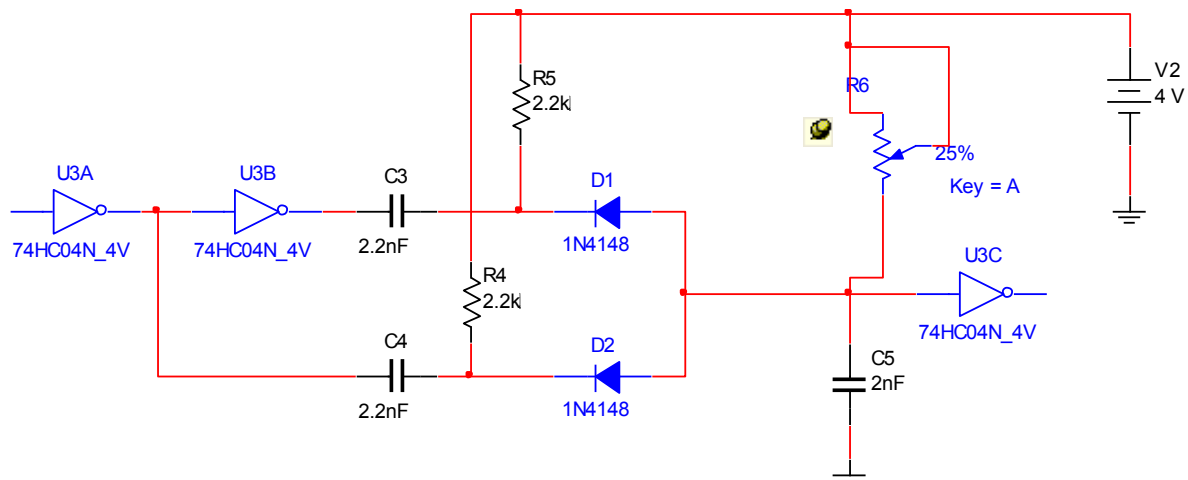 R5
2.2k
R6
V2
4 V
25%
Key = A
U3A
74HC04N_4V
U3B
74HC04N_4V
C3
2.2nF
D1
1N4148
R4
2.2k
U3C
74HC04N_4V
C4
2.2nF
D2
1N4148
C5
2nF